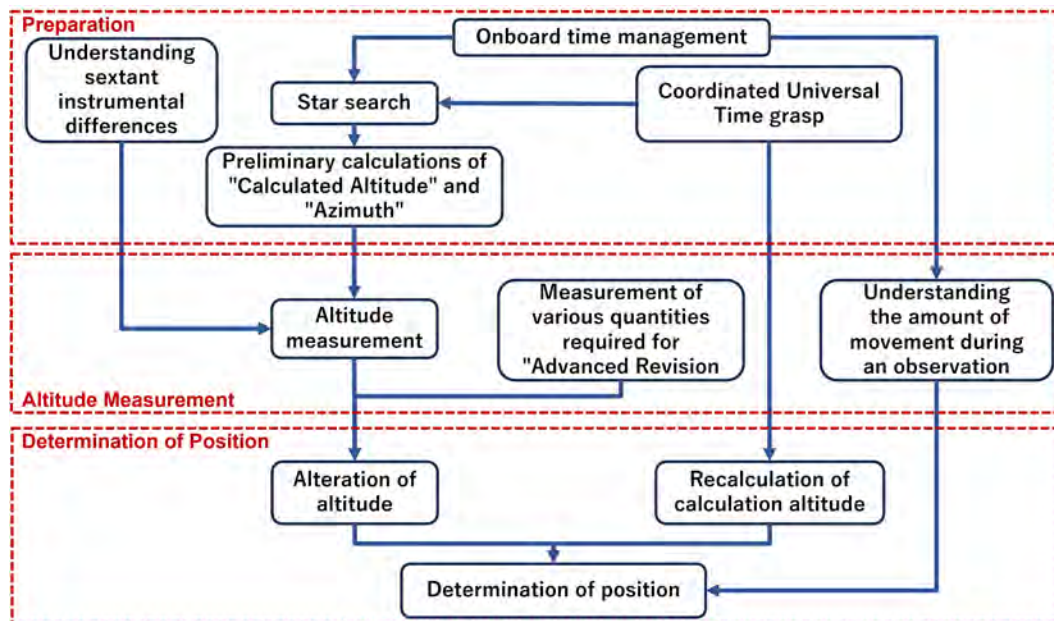 Preparation
Onboard time management
Understanding
sextant
instrumental
differences
Star search
Coordinated Universal
Time grasp
Preliminary calculations of
"Calculated Altitude" and
"Azimuth"
Altitude
measurement
Measurement of
various quantities
required for
"Advanced Revision
Understanding
the amount of
movement during
an observation
Altitude Measurement
Determination of Position
Alteration of
altitude
Recalculation of
calculation altitude
Determination of position